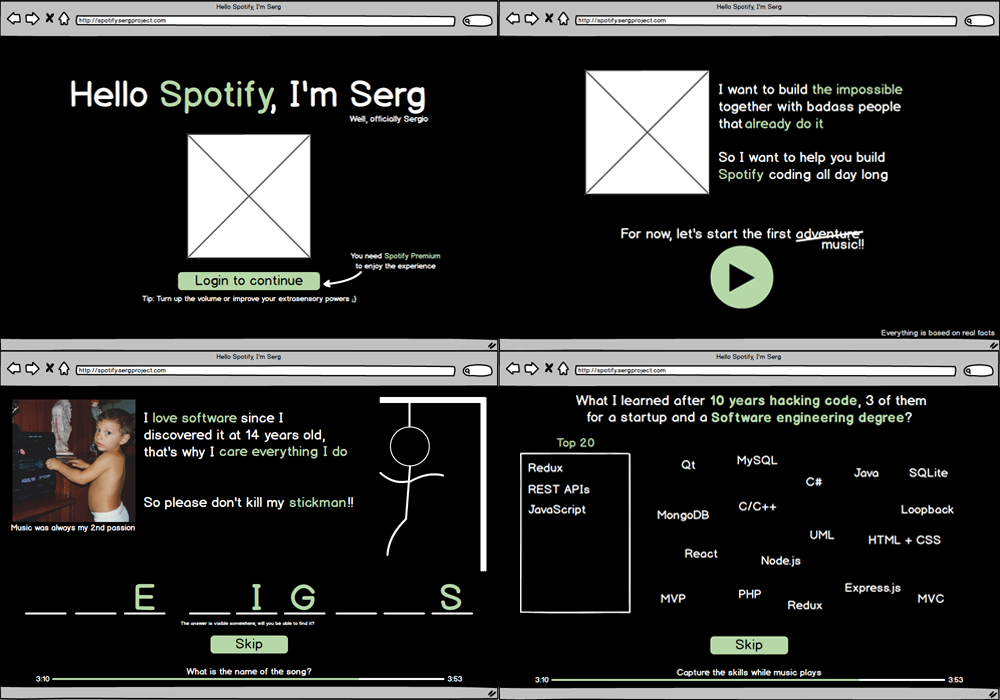 Hello Spotify, I'm Serg
http://spotify.sergproject.com
Hello Spotify, I'm Serg
Well, officially Sergio
You need Spotify Premium
to enjoy the experience
Login to continue
Tip: Turn up the volume or improve your extrasensory powers ;)
Hello Spotify, I'm Serg
http://spotify.sergproject.com
I want to build the impossible
together with badass people
that already do it
So I want to help you build
Spotify coding all day long
For now, let's start the first adventure
music!!
Everything is based on real facts
Hello Spotify, I'm Serg
http://spotify.sergproject.com
I love software since I
discovered it at 14 years old,
that's why I care everything I do
So please don't kill my stickman!!
Music was always my 2nd passion
E I G S
The answer is visible somewhere, will you be able to find it?
Skip
What is the name of the song?
3:10 3:53
Hello Spotify, I'm Serg
http://spotify.sergproject.com
What I learned after 10 years hacking code, 3 of them
for a startup and a Software engineering degree?
Top 20
Redux
REST APIs
JavaScript
Qt
MySQL
C#
Java
SQLite
MongoDB
C/C++
Loopback
UML
HTML + CSS
React
Node.js
MVP
PHP
Redux
Express.js
MVC
Skip
Capture the skills while music plays
3:10 3:53